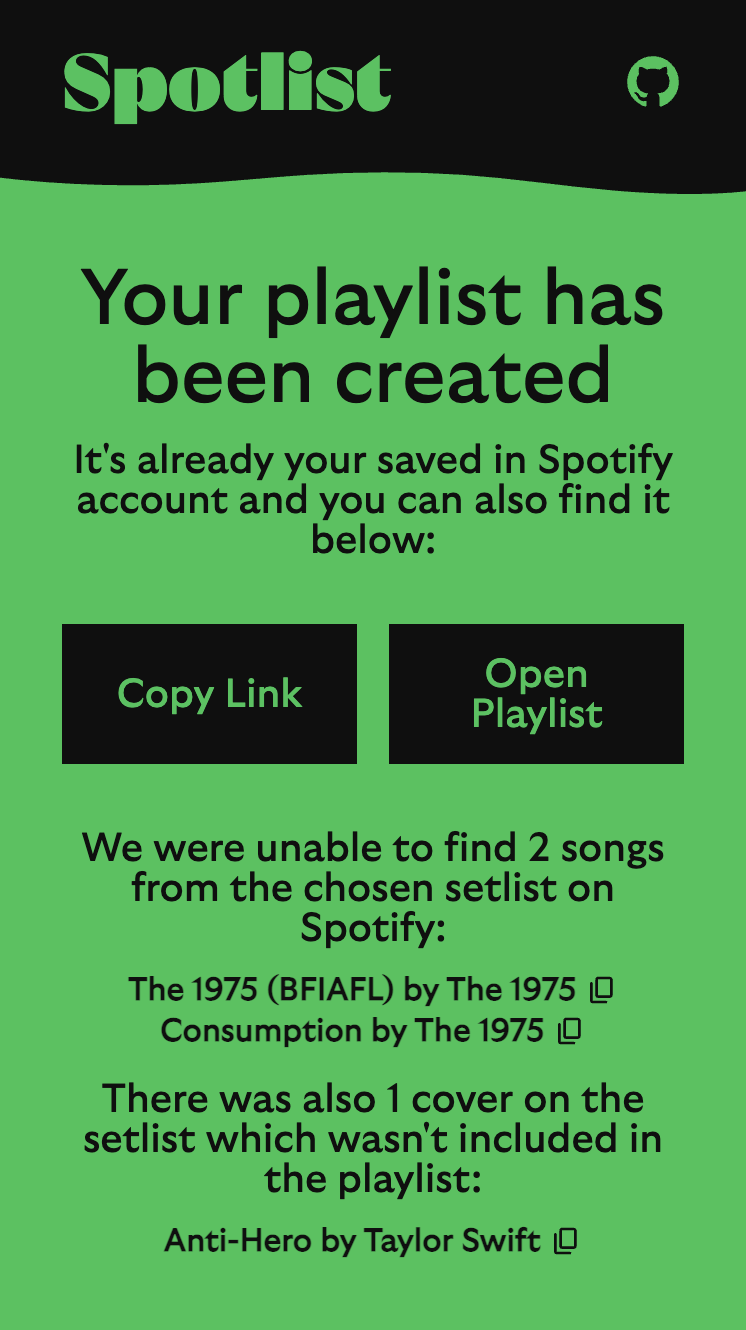 Spotlist
Your playlist has
been created
It's already your saved in Spotify
account and you can also find it
below:
Copy Link
Open
Playlist
We were unable to find 2 songs
from the chosen setlist on
Spotify:
The 1975 (BFIAFL) by The 1975
Consumption by The 1975
There was also 1 cover on the
setlist which wasn't included in
the playlist:
Anti-Hero by Taylor Swift